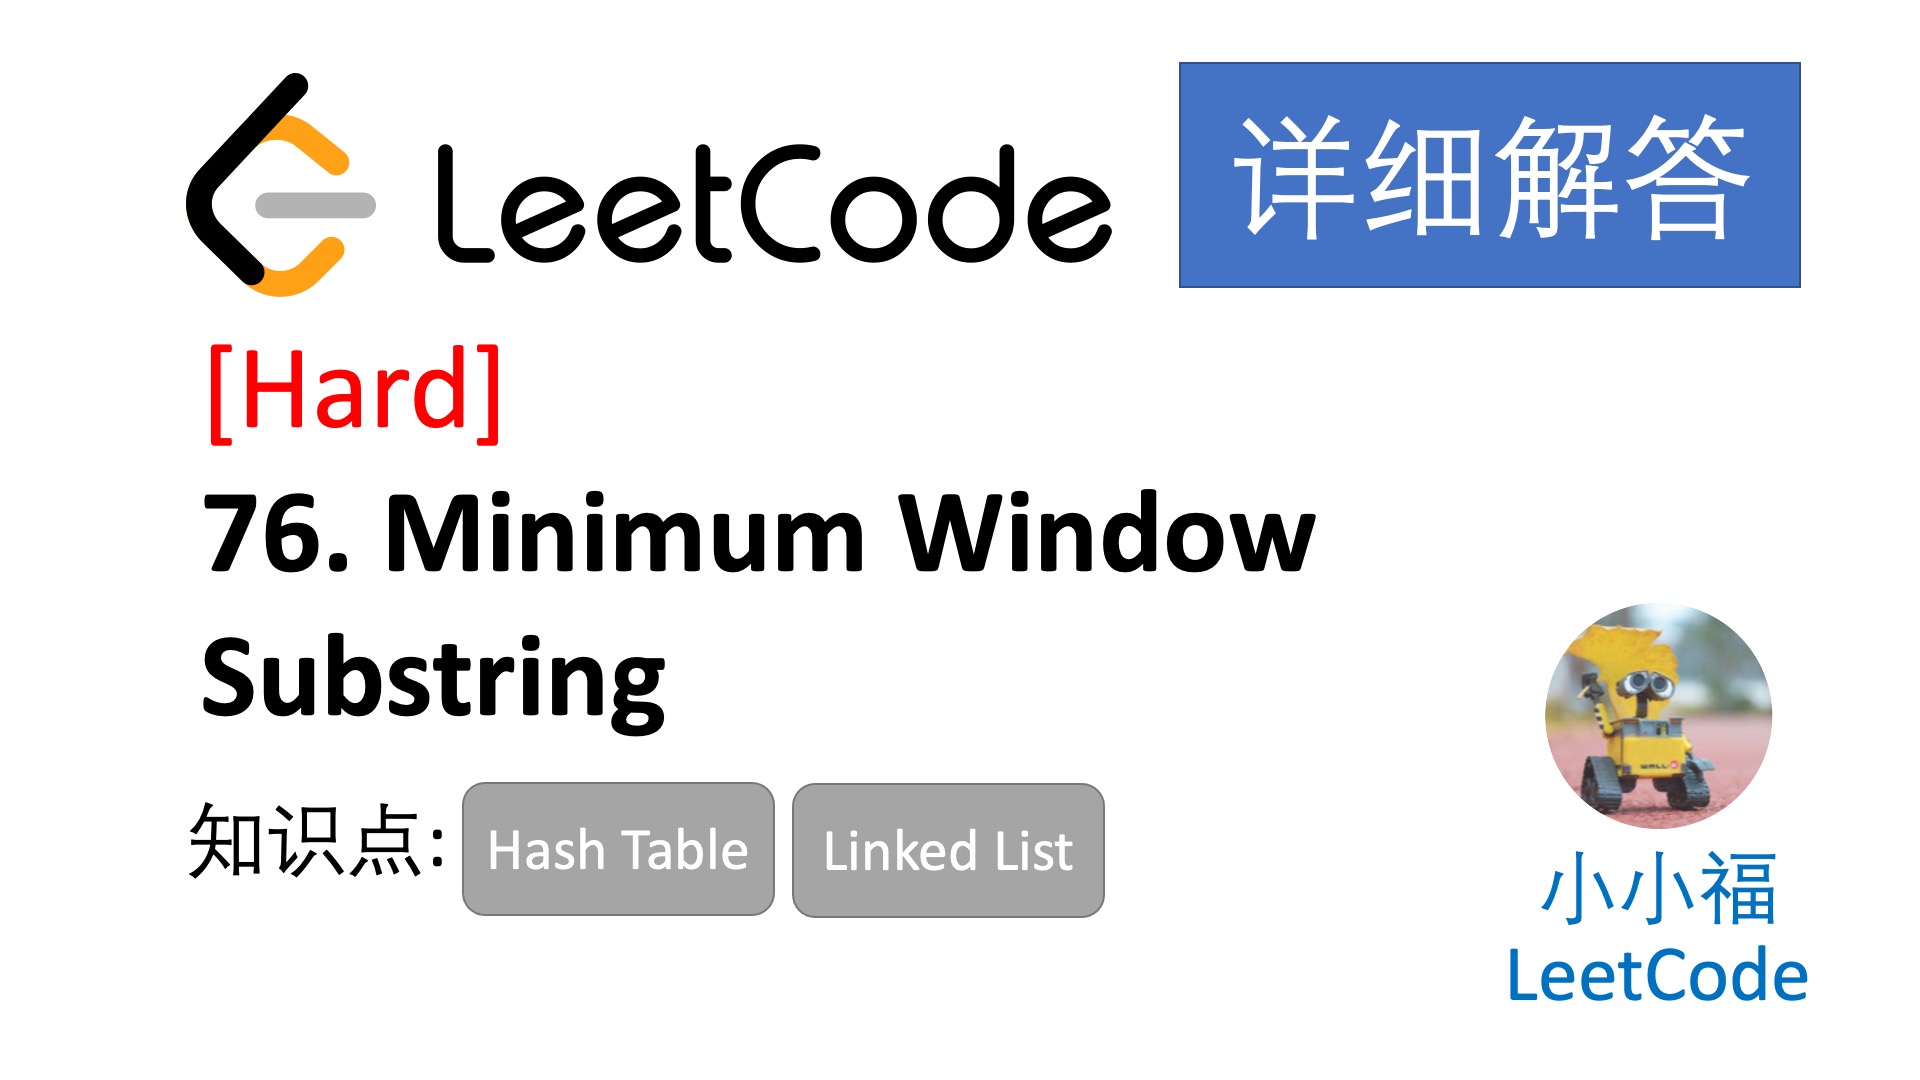 LeetCode
详细解答
[Hard]
76. Minimum Window
Substring
知识点: Hash Table Linked List
WALL·E
小小福
LeetCode